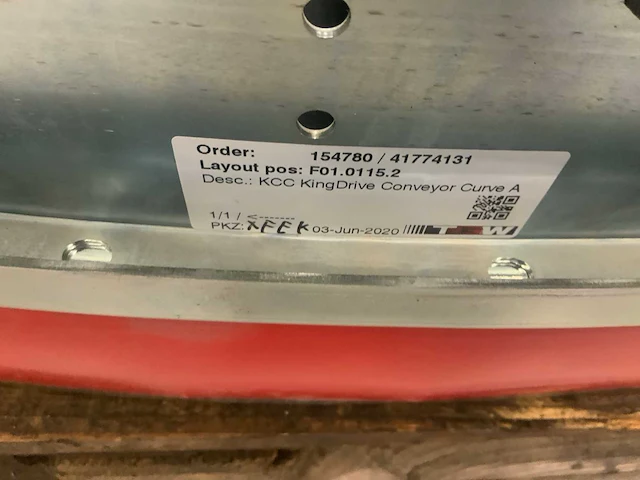 Order: 154780 / 41774131
Layout pos: F01.0115.2
Desc.: KCC KingDrive Conveyor Curve A
1/1 / <------
PKZ: 03-Jun-2020